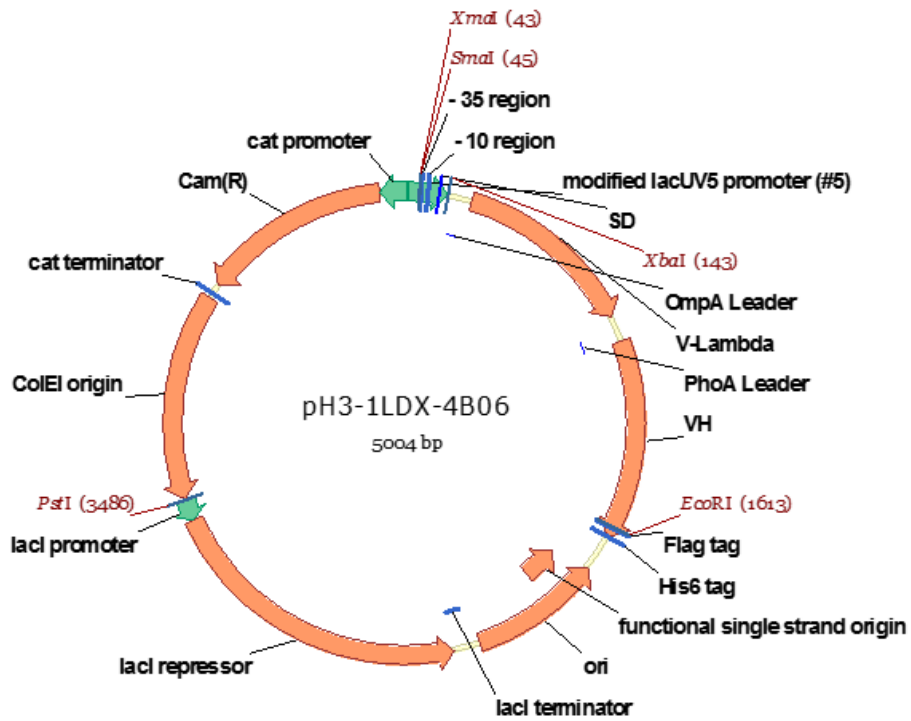 XmaI (43)
SmaI (45)
- 35 region
cat promoter
- 10 region
Cam(R)
modified lacUV5 promoter (#5)
SD
cat terminator
XbaI (143)
OmpA Leader
V-Lambda
ColEI origin
PhoA Leader
pH3-1LDX-4B06
VH
5004 bp
PstI (3486)
EcoRI (1613)
lacI promoter
Flag tag
His6 tag
functional single strand origin
lacI repressor
ori
lacI terminator